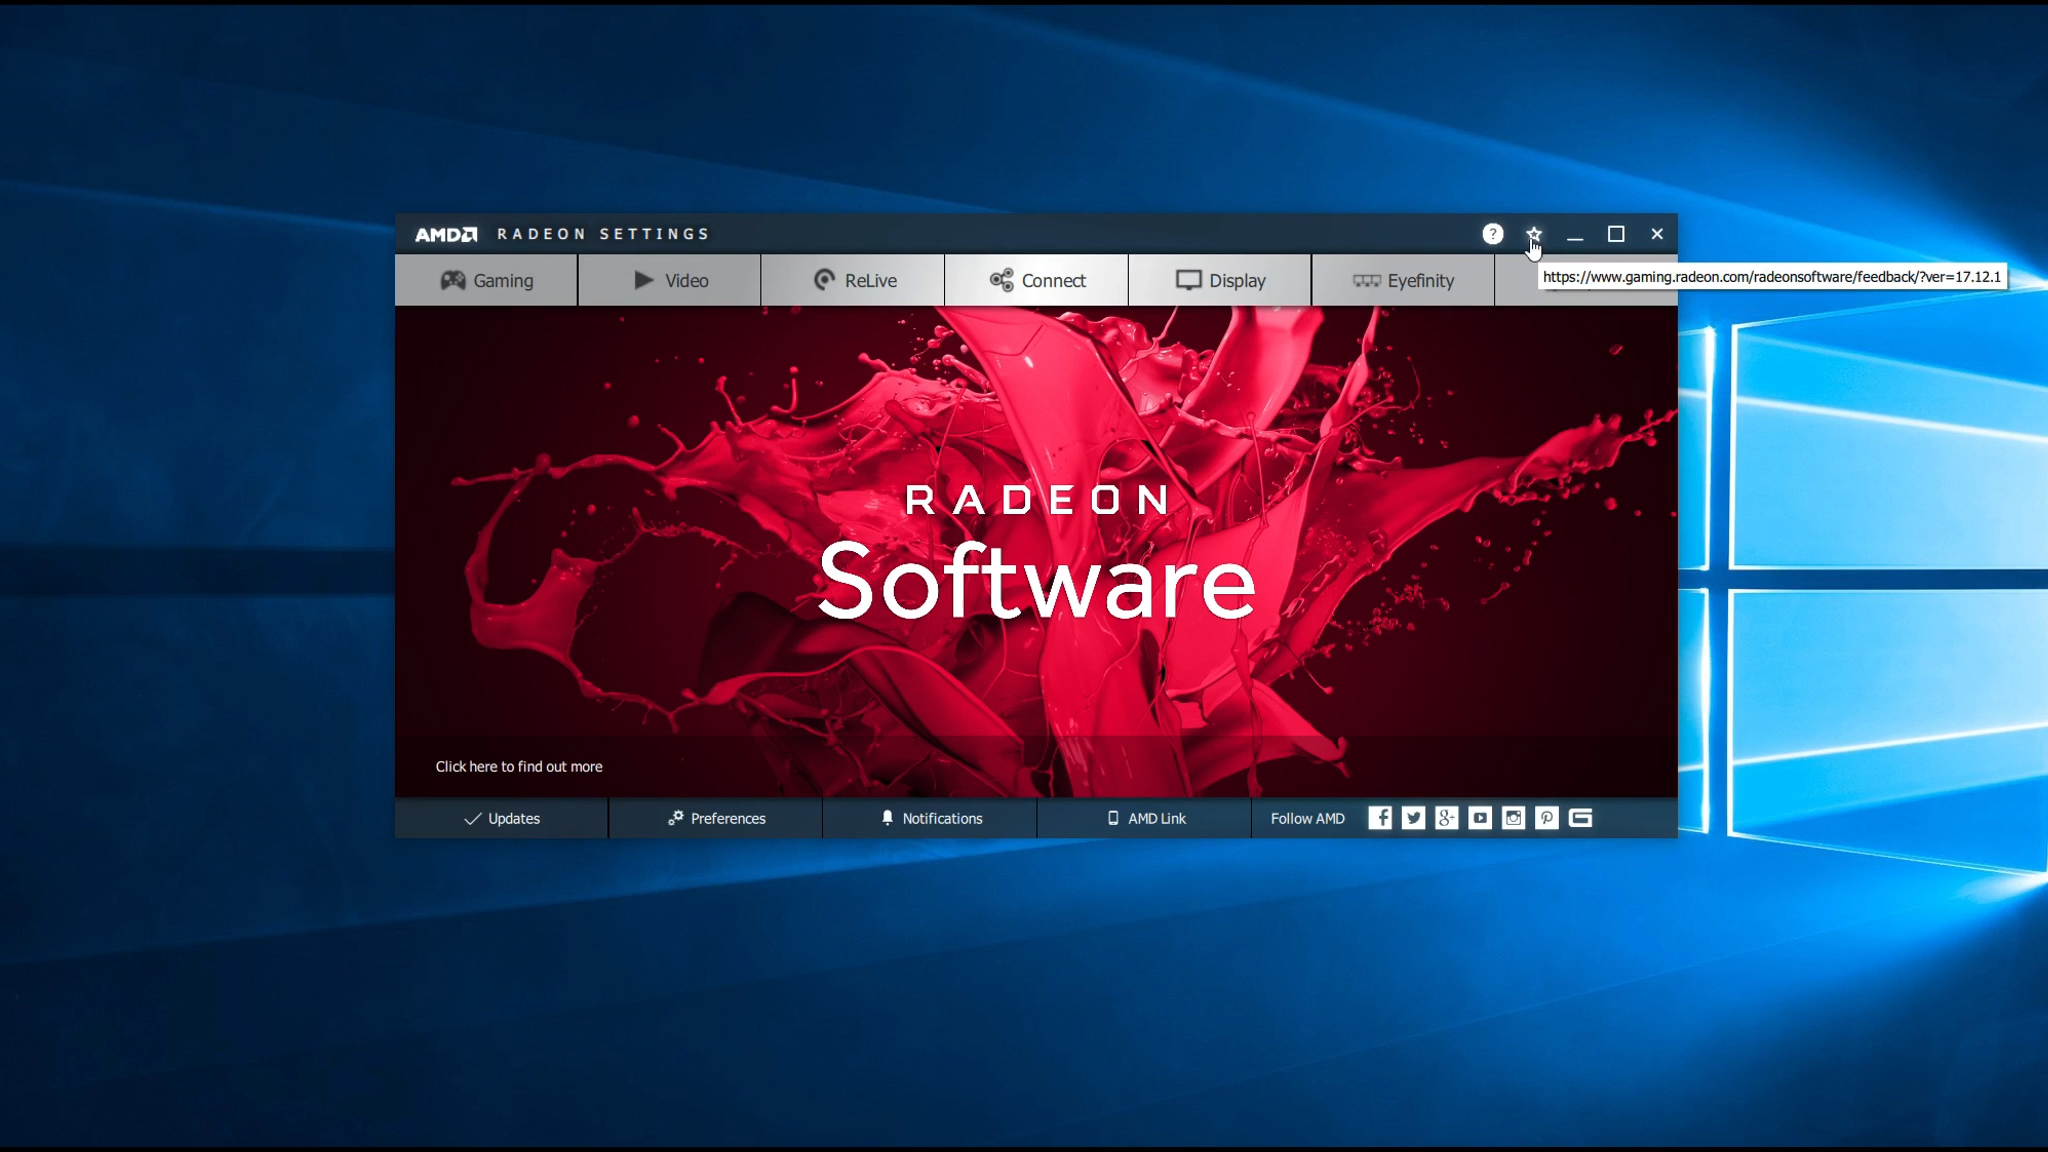 AMD RADEON SETTINGS
?
Gaming Video ReLive Connect Display Eyefinity
https://www.gaming.radeon.com/radeonsoftware/feedback/?ver=17.12.1
RADEON
Software
Click here to find out more
Updates Preferences Notifications AMD Link Follow AMD